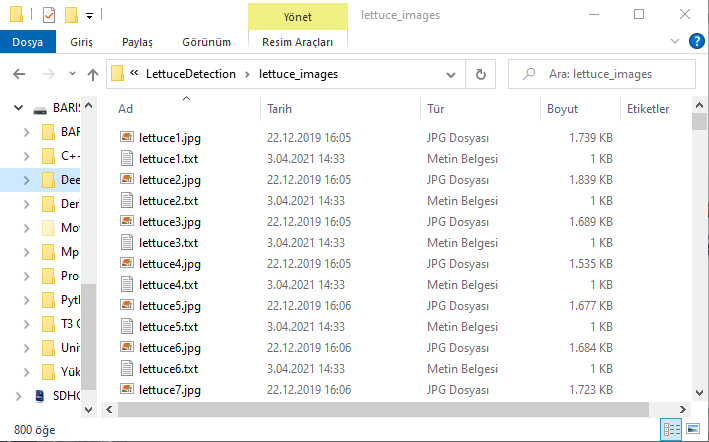 Yönet lettuce_images
Dosya Giriş Paylaş Görünüm Resim Araçları
« LettuceDetection lettuce_images Ara: lettuce_images
Ad Tarih Tür Boyut Etiketler
BARIS
BAR
C+
Dee
Der
Mov
Mp
Pro
Pyth
T3
Uni
Yük
SDHC
lettuce1.jpg 22.12.2019 16:05 JPG Dosyası 1.739 KB
lettuce1.txt 3.04.2021 14:33 Metin Belgesi 1 KB
lettuce2.jpg 22.12.2019 16:05 JPG Dosyası 1.839 KB
lettuce2.txt 3.04.2021 14:33 Metin Belgesi 1 KB
lettuce3.jpg 22.12.2019 16:05 JPG Dosyası 1.689 KB
lettuce3.txt 3.04.2021 14:33 Metin Belgesi 1 KB
lettuce4.jpg 22.12.2019 16:05 JPG Dosyası 1.535 KB
lettuce4.txt 3.04.2021 14:33 Metin Belgesi 1 KB
lettuce5.jpg 22.12.2019 16:06 JPG Dosyası 1.677 KB
lettuce5.txt 3.04.2021 14:33 Metin Belgesi 1 KB
lettuce6.jpg 22.12.2019 16:06 JPG Dosyası 1.684 KB
lettuce6.txt 3.04.2021 14:33 Metin Belgesi 1 KB
lettuce7.jpg 22.12.2019 16:06 JPG Dosyası 1.723 KB
800 öğe